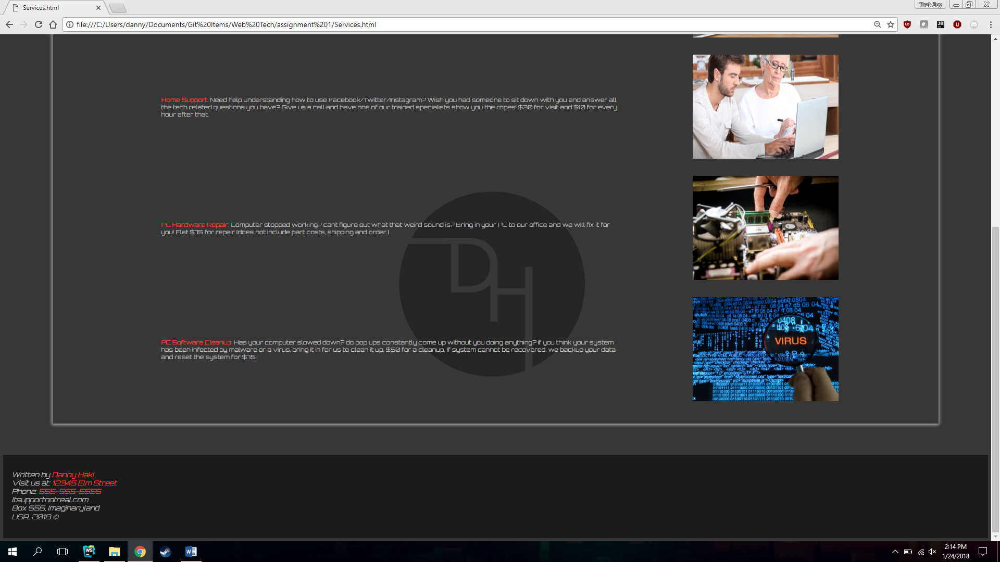 Services.html
That Guy
file:///C:/Users/danny/Documents/Git%20Items/Web%20Tech/assignment%201/Services.html
Home Support: Need help understanding how to use Facebook/Twitter/Instagram? Wish you had someone to sit down with you and answer all
the tech related questions you have? Give us a call and have one of our trained specialists show you the ropes! $30 for visit and $10 for every
hour after that.
PC Hardware Repair: Computer stopped working? cant figure out what that weird sound is? Bring in your PC to our office and we will fix it for
you! Flat $75 for repair (does not include part costs, shipping and order.)
DH
PC Software Cleanup: Has your computer slowed down? do pop ups constantly come up without you doing anything? if you think your system
has been infected by malware or a virus, bring it in for us to clean it up. $50 for a cleanup. If system cannot be recovered, we backup your data
and reset the system for $75.
VIRUS
Written by Danny Haki
Visit us at: 12345 Elm Street
Phone: 555-555-5555
Itsupportnotreal.com
Box 555, Imaginaryland
USA, 2018 ©
2:14 PM
1/24/2018